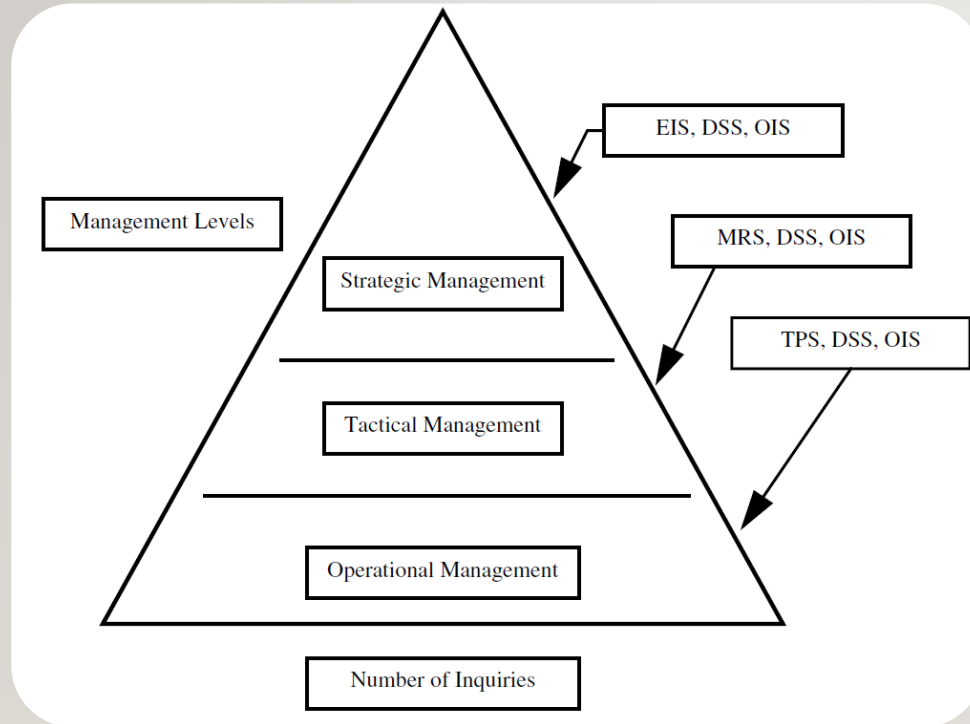 EIS, DSS, OIS
Management Levels
MRS, DSS, OIS
Strategic Management
TPS, DSS, OIS
Tactical Management
Operational Management
Number of Inquiries